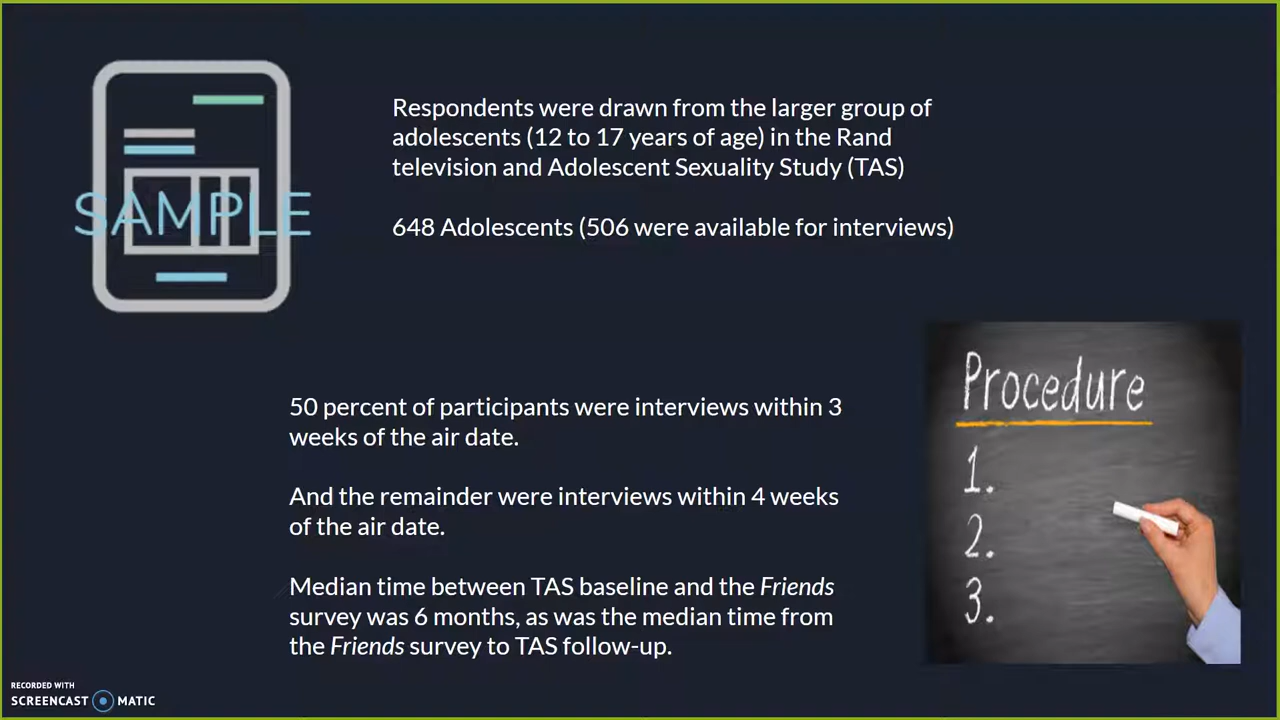 SAMPLE
Respondents were drawn from the larger group of
adolescents (12 to 17 years of age) in the Rand
television and Adolescent Sexuality Study (TAS)
648 Adolescents (506 were available for interviews)
50 percent of participants were interviews within 3
weeks of the air date.
And the remainder were interviews within 4 weeks
of the air date.
Median time between TAS baseline and the Friends
survey was 6 months, as was the median time from
the Friends survey to TAS follow-up.
Procedure
1.
2.
3.
RECORDED WITH
SCREENCAST MATIC